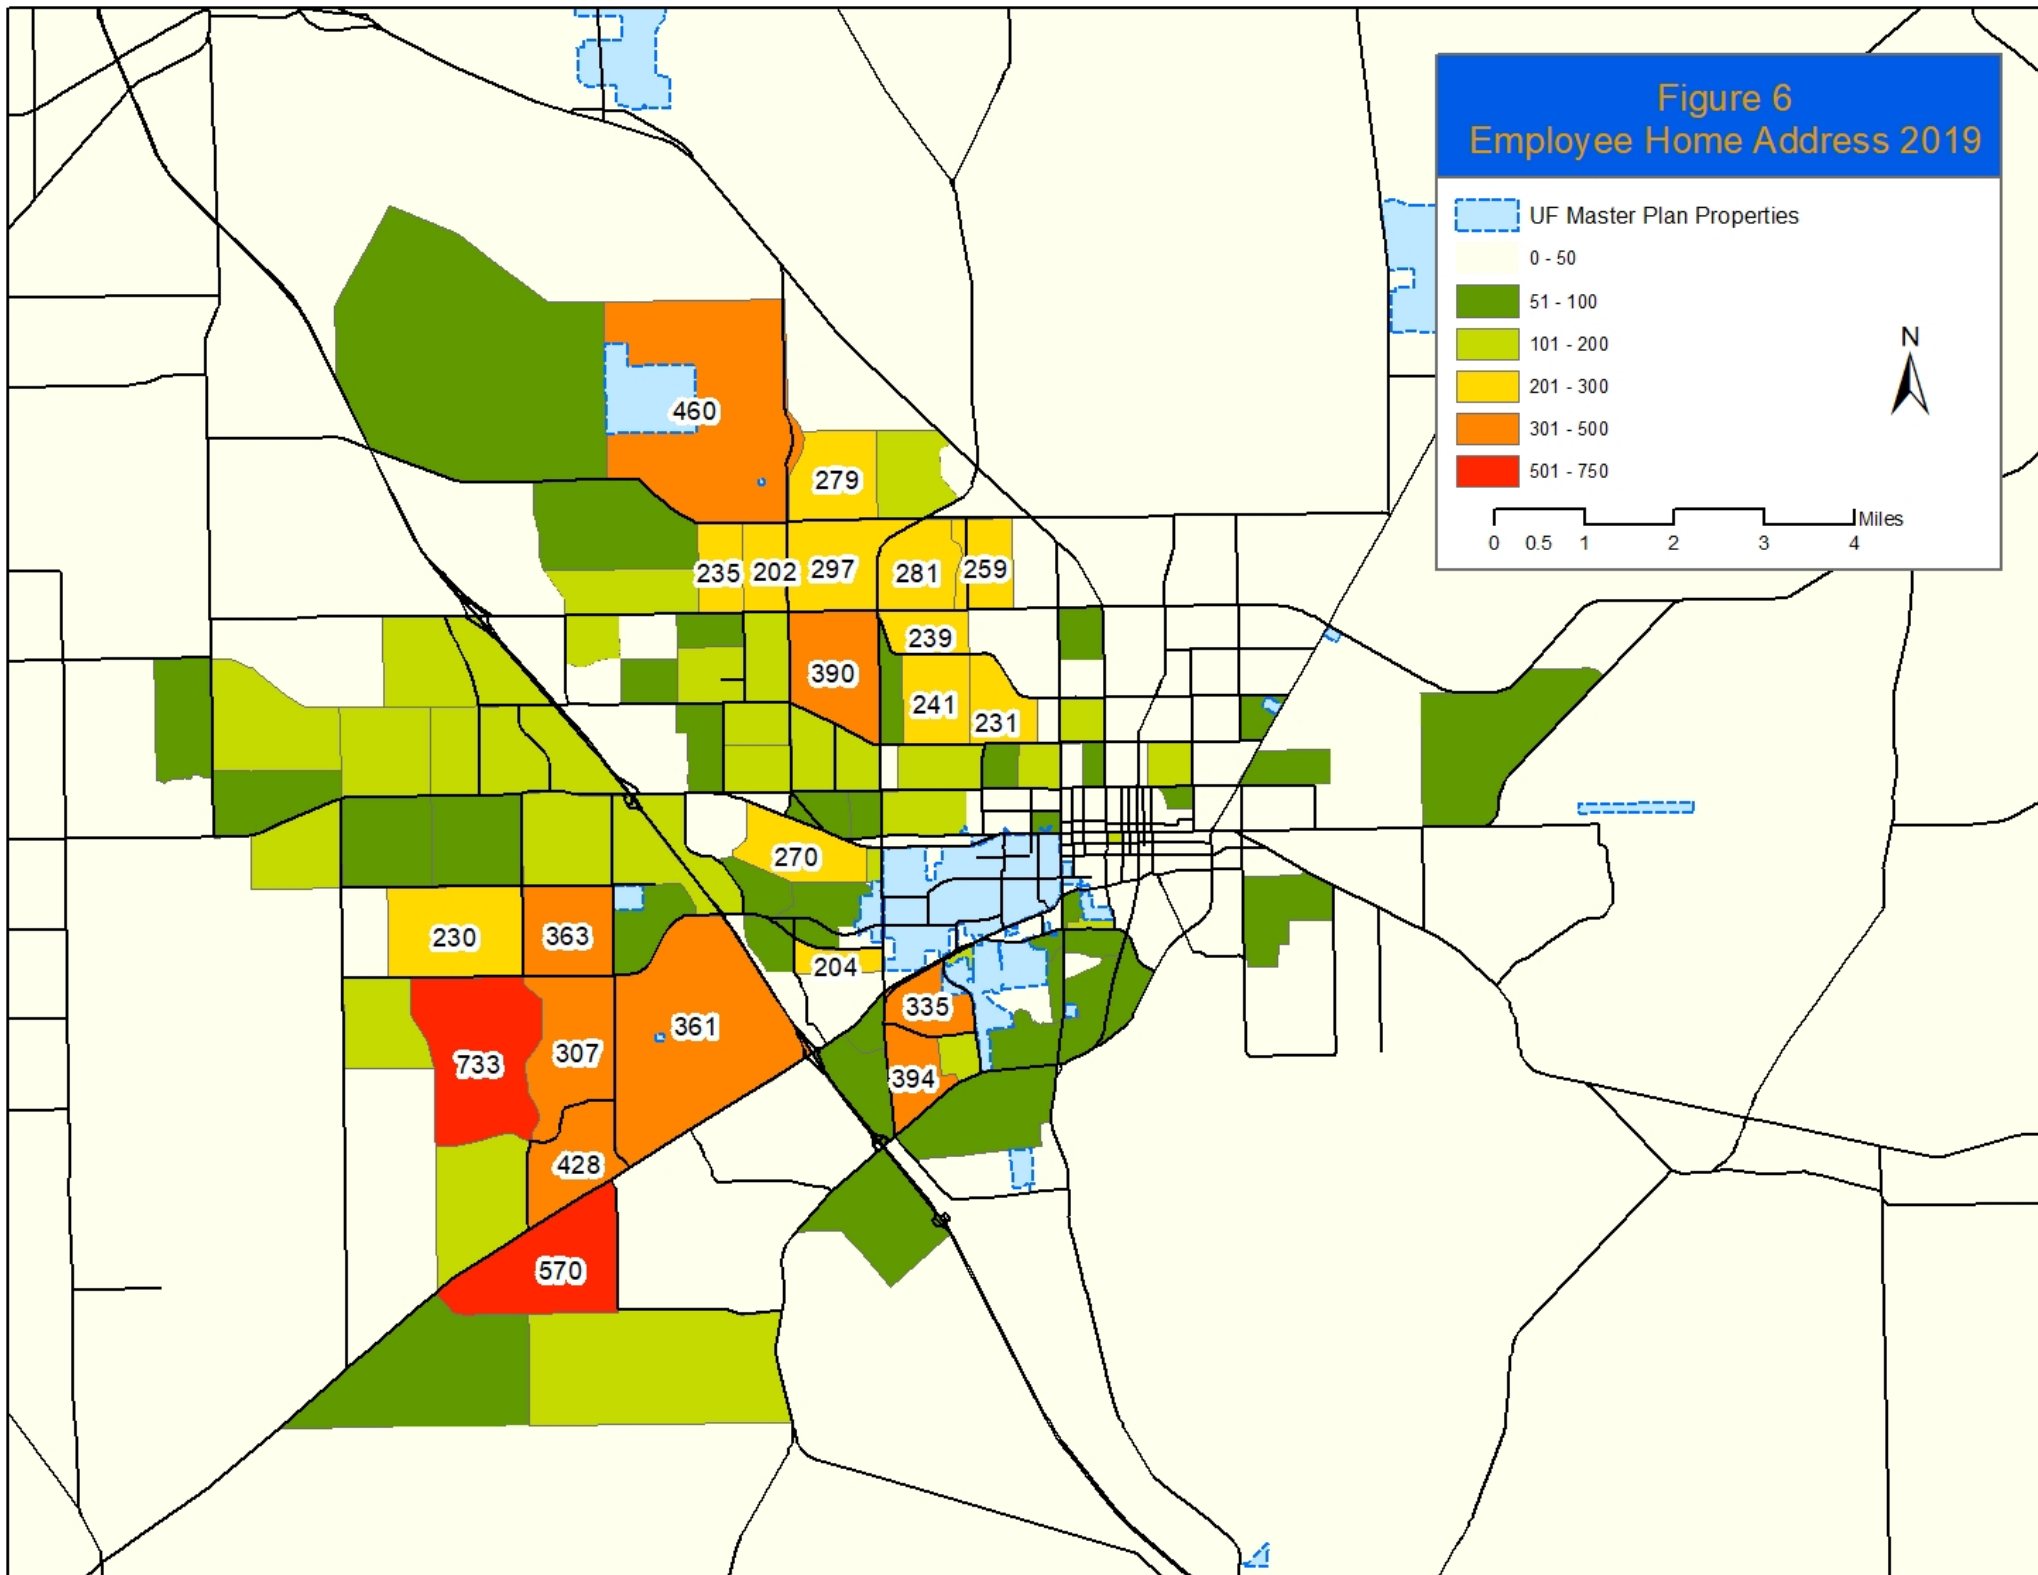 Figure 6
Employee Home Address 2019
UF Master Plan Properties
0 - 50
51 - 100
101 - 200
201 - 300
301 - 500
501 - 750
N
Miles
0 0.5 1 2 3 4
460
279
235 202 297 281 259
239
390
241
231
270
230 363
204
335
361
307
733
394
428
570